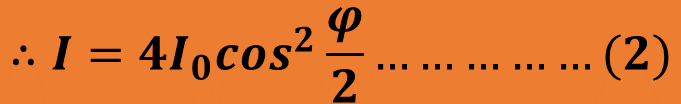 ∴ I = 4I₀cos² φ/2 ... ... ... ... ... (2)